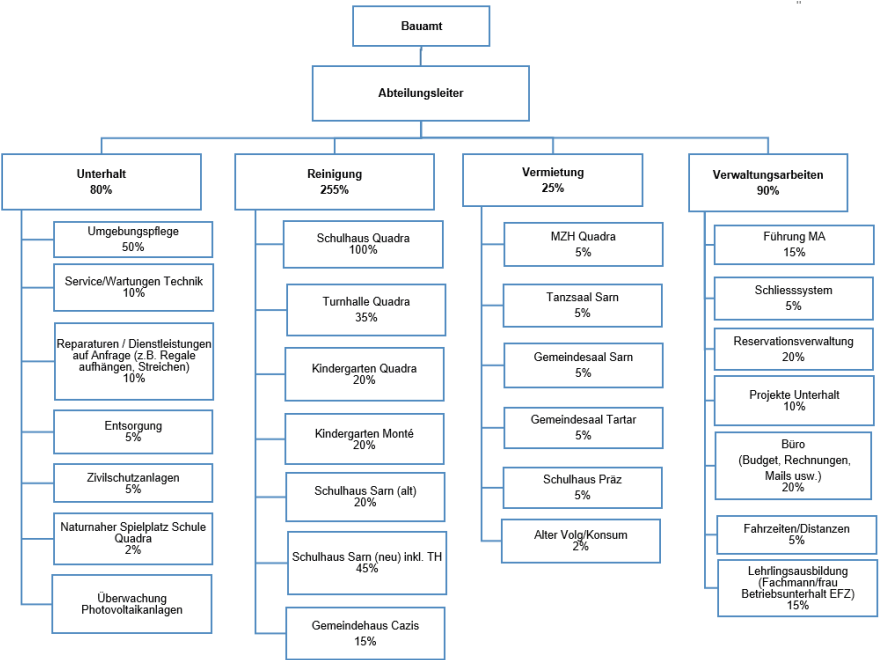 Bauamt
Abteilungsleiter
Unterhalt
80%
Umgebungspflege
50%
Service/Wartungen Technik
10%
Reparaturen / Dienstleistungen
auf Anfrage (z.B. Regale
aufhängen, Streichen)
10%
Entsorgung
5%
Zivilschutzanlagen
5%
Naturnaher Spielplatz Schule
Quadra
2%
Überwachung
Photovoltaikanlagen
Reinigung
255%
Schulhaus Quadra
100%
Turnhalle Quadra
35%
Kindergarten Quadra
20%
Kindergarten Monté
20%
Schulhaus Sarn (alt)
20%
Schulhaus Sarn (neu) inkl. TH
45%
Gemeindehaus Cazis
15%
Vermietung
25%
MZH Quadra
5%
Tanzsaal Sarn
5%
Gemeindesaal Sarn
5%
Gemeindesaal Tartar
5%
Schulhaus Präz
5%
Alter Volg/Konsum
2%
Verwaltungsarbeiten
90%
Führung MA
15%
Schliesssystem
5%
Reservationsverwaltung
20%
Projekte Unterhalt
10%
Büro
(Budget, Rechnungen,
Mails usw.)
20%
Fahrzeiten/Distanzen
5%
Lehrlingsausbildung
(Fachmann/frau
Betriebsunterhalt EFZ)
15%